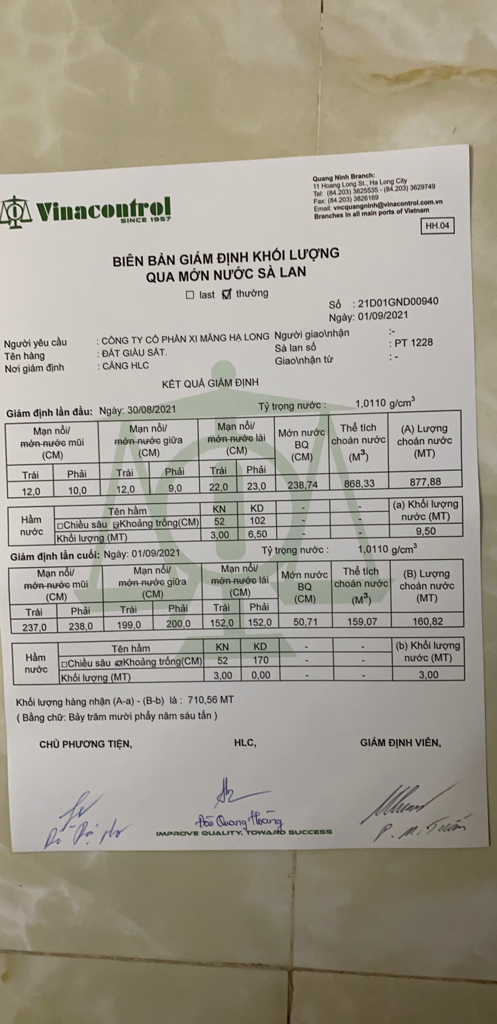 Vinacontrol
SINCE 1957
Quang Ninh Branch:
11 Hoang Long St., Ha Long City
Tel: (84.203) 3825535 - (84.203) 3629749
Fax: (84.203) 3826169
Email: vncquangninh@vinacontrol.com.vn
Branches in all main ports of Vietnam
HH.04
BIÊN BẢN GIÁM ĐỊNH KHỐI LƯỢNG
QUA MỚN NƯỚC SÀ LAN
☐ last ☑ thường
Số : 21D01GND00940
Ngày: 01/09/2021
Người yêu cầu : CÔNG TY CỔ PHẦN XI MĂNG HẠ LONG Người giao\nhận :-
Tên hàng : ĐẤT GIÀU SẮT. Sà lan số : PT 1228
Nơi giám định : CẢNG HLC Giao\nhận từ : -
KẾT QUẢ GIÁM ĐỊNH
Giám định lần đầu: Ngày: 30/08/2021 Tỷ trọng nước : 1,0110 g/cm³
Mạn nổi/ món nước mũi (CM) Mạn nổi/ món nước giữa (CM) Mạn nổi/ món nước lái (CM) Mớn nước BQ (CM) Thể tích choán nước (M³) (A) Lượng choán nước (MT)
Trái Phải Trái Phải Trái Phải
12,0 10,0 12,0 9,0 22,0 23,0 238,74 868,33 877,88
Hầm nước Tên hầm KN KD - - (a) Khối lượng nước (MT)
☐Chiều sâu ☑Khoảng trống(CM) 52 102 - -
Khối lượng (MT) 3,00 6,50 - - 9,50
Giám định lần cuối: Ngày: 01/09/2021 Tỷ trọng nước : 1,0110 g/cm³
Mạn nổi/ món nước mũi (CM) Mạn nổi/ món nước giữa (CM) Mạn nổi/ món nước lái (CM) Mớn nước BQ (CM) Thể tích choán nước (M³) (B) Lượng choán nước (MT)
Trái Phải Trái Phải Trái Phải
237,0 238,0 199,0 200,0 152,0 152,0 50,71 159,07 160,82
Hầm nước Tên hầm KN KD - - (b) Khối lượng nước (MT)
☐Chiều sâu ☑Khoảng trống(CM) 52 170 - -
Khối lượng (MT) 3,00 0,00 - - 3,00
Khối lượng hàng nhận (A-a) - (B-b) là : 710,56 MT
( Bằng chữ: Bảy trăm mười phẩy năm sáu tấn )
CHỦ PHƯƠNG TIỆN, HLC, GIÁM ĐỊNH VIÊN,
Đào Quang Hoàng
P. M. Tuấn
IMPROVE QUALITY, TOWARD SUCCESS